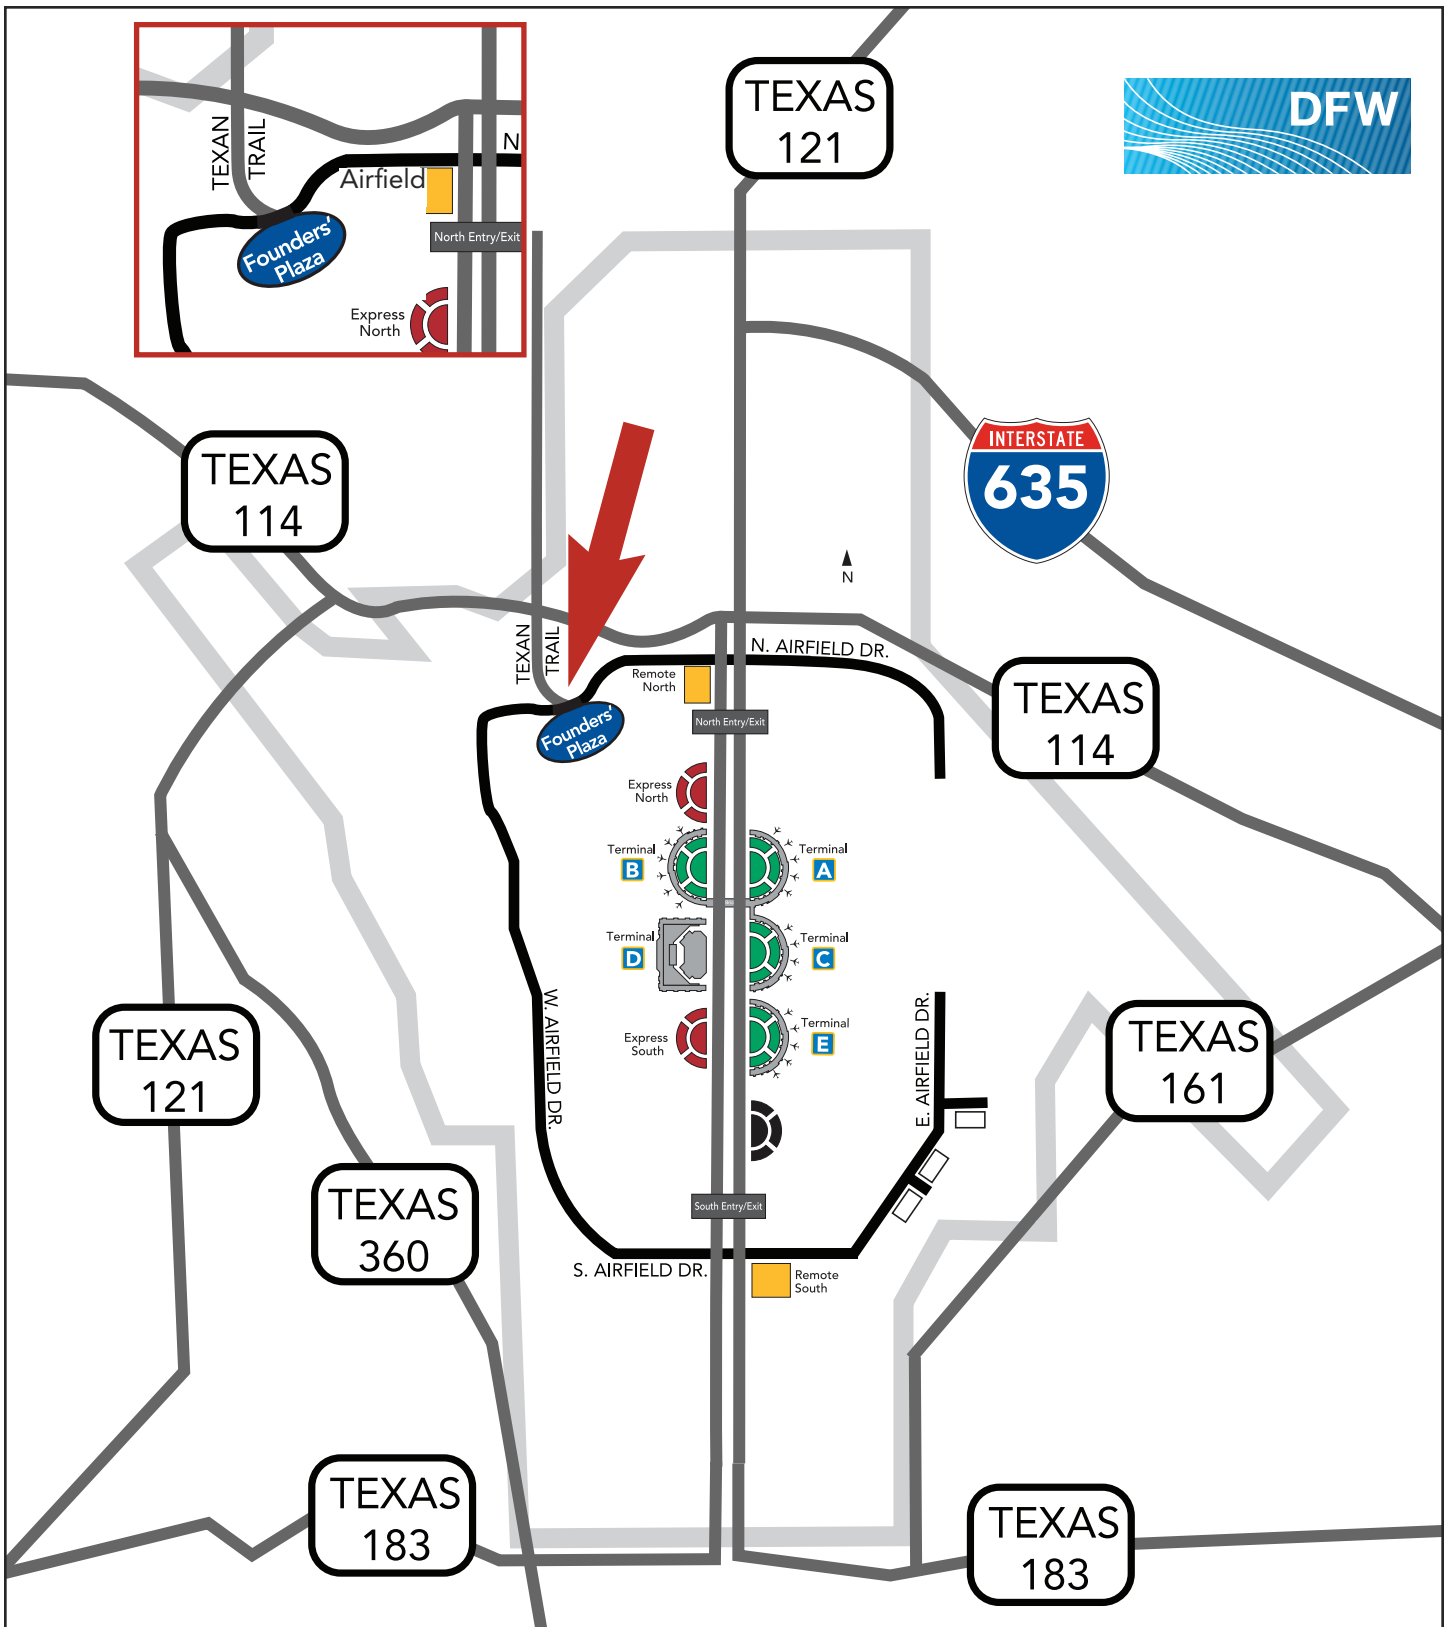 TEXAS
121
DFW
TEXAN
TRAIL
N
Airfield
North Entry/Exit
Founders'
Plaza
Express
North
TEXAS
114
INTERSTATE
635
N
TEXAN
TRAIL
N. AIRFIELD DR.
Remote
North
North Entry/Exit
Founders'
Plaza
TEXAS
114
Express
North
Terminal
B
Terminal
A
Terminal
D
Terminal
C
W. AIRFIELD DR.
Express
South
Terminal
E
E. AIRFIELD DR.
TEXAS
121
TEXAS
161
TEXAS
360
South Entry/Exit
S. AIRFIELD DR.
Remote
South
TEXAS
183
TEXAS
183